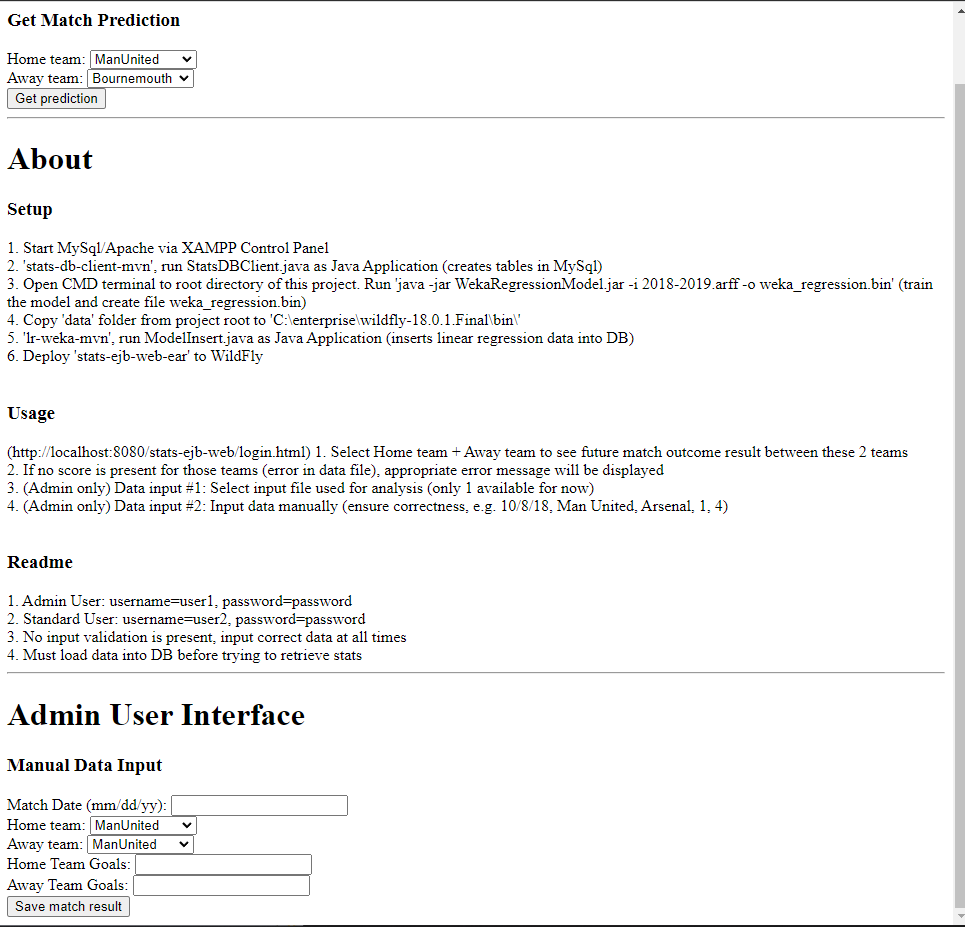 Get Match Prediction
Home team: ManUnited
Away team: Bournemouth
Get prediction
About
Setup
1. Start MySql/Apache via XAMPP Control Panel
2. 'stats-db-client-mvn', run StatsDBClient.java as Java Application (creates tables in MySql)
3. Open CMD terminal to root directory of this project. Run 'java -jar WekaRegressionModel.jar -i 2018-2019.arff -o weka_regression.bin' (train
the model and create file weka_regression.bin)
4. Copy 'data' folder from project root to 'C:\enterprise\wildfly-18.0.1.Final\bin\'
5. 'lr-weka-mvn', run ModelInsert.java as Java Application (inserts linear regression data into DB)
6. Deploy 'stats-ejb-web-ear' to WildFly
Usage
(http://localhost:8080/stats-ejb-web/login.html) 1. Select Home team + Away team to see future match outcome result between these 2 teams
2. If no score is present for those teams (error in data file), appropriate error message will be displayed
3. (Admin only) Data input #1: Select input file used for analysis (only 1 available for now)
4. (Admin only) Data input #2: Input data manually (ensure correctness, e.g. 10/8/18, Man United, Arsenal, 1, 4)
Readme
1. Admin User: username=user1, password=password
2. Standard User: username=user2, password=password
3. No input validation is present, input correct data at all times
4. Must load data into DB before trying to retrieve stats
Admin User Interface
Manual Data Input
Match Date (mm/dd/yy):
Home team: ManUnited
Away team: ManUnited
Home Team Goals:
Away Team Goals:
Save match result